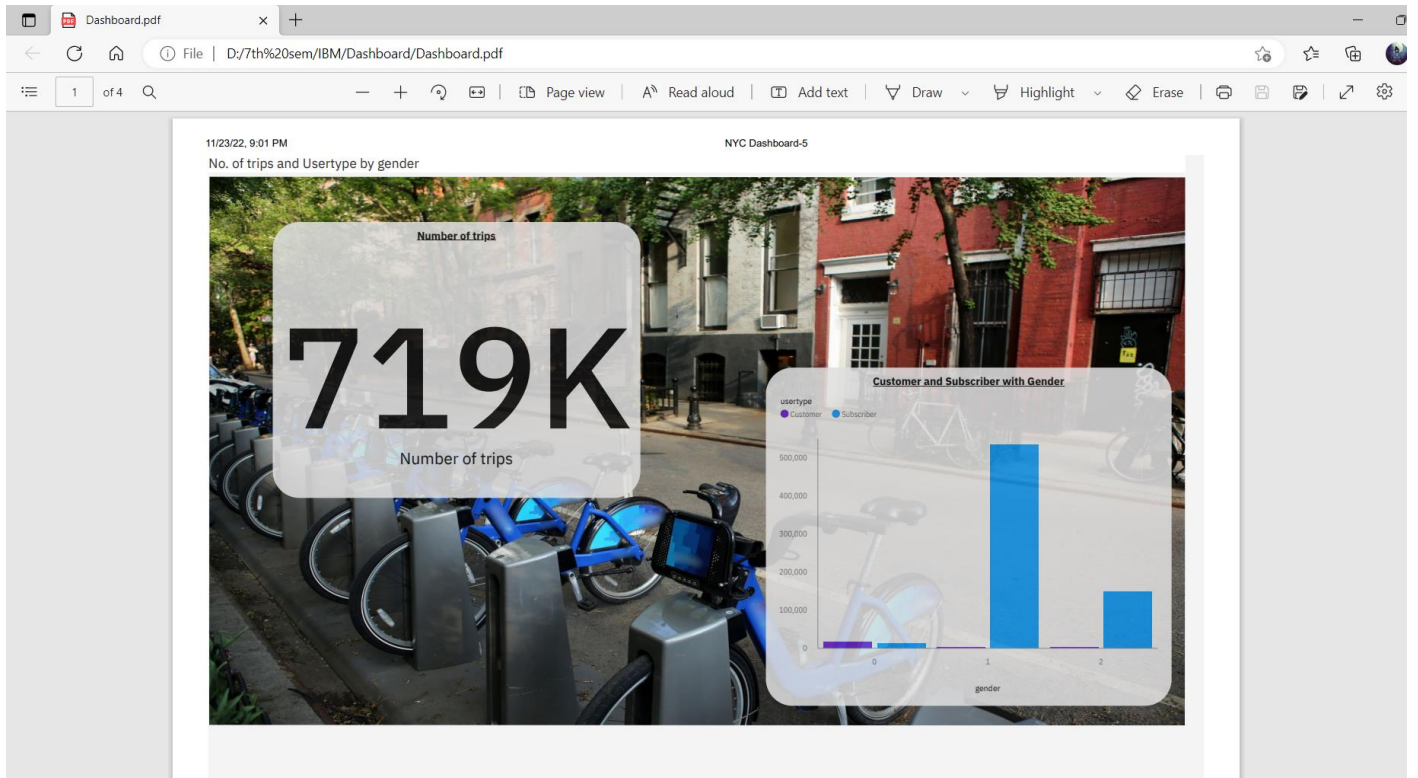 Dashboard.pdf
File | D:/7th%20sem/IBM/Dashboard/Dashboard.pdf
1 of 4 Page view Read aloud Add text Draw Highlight Erase
11/23/22, 9:01 PM NYC Dashboard-5
No. of trips and Usertype by gender
Number of trips
719K
Number of trips
Customer and Subscriber with Gender
usertype
Customer Subscriber
500,000
400,000
300,000
200,000
100,000
0
0 1 2
gender